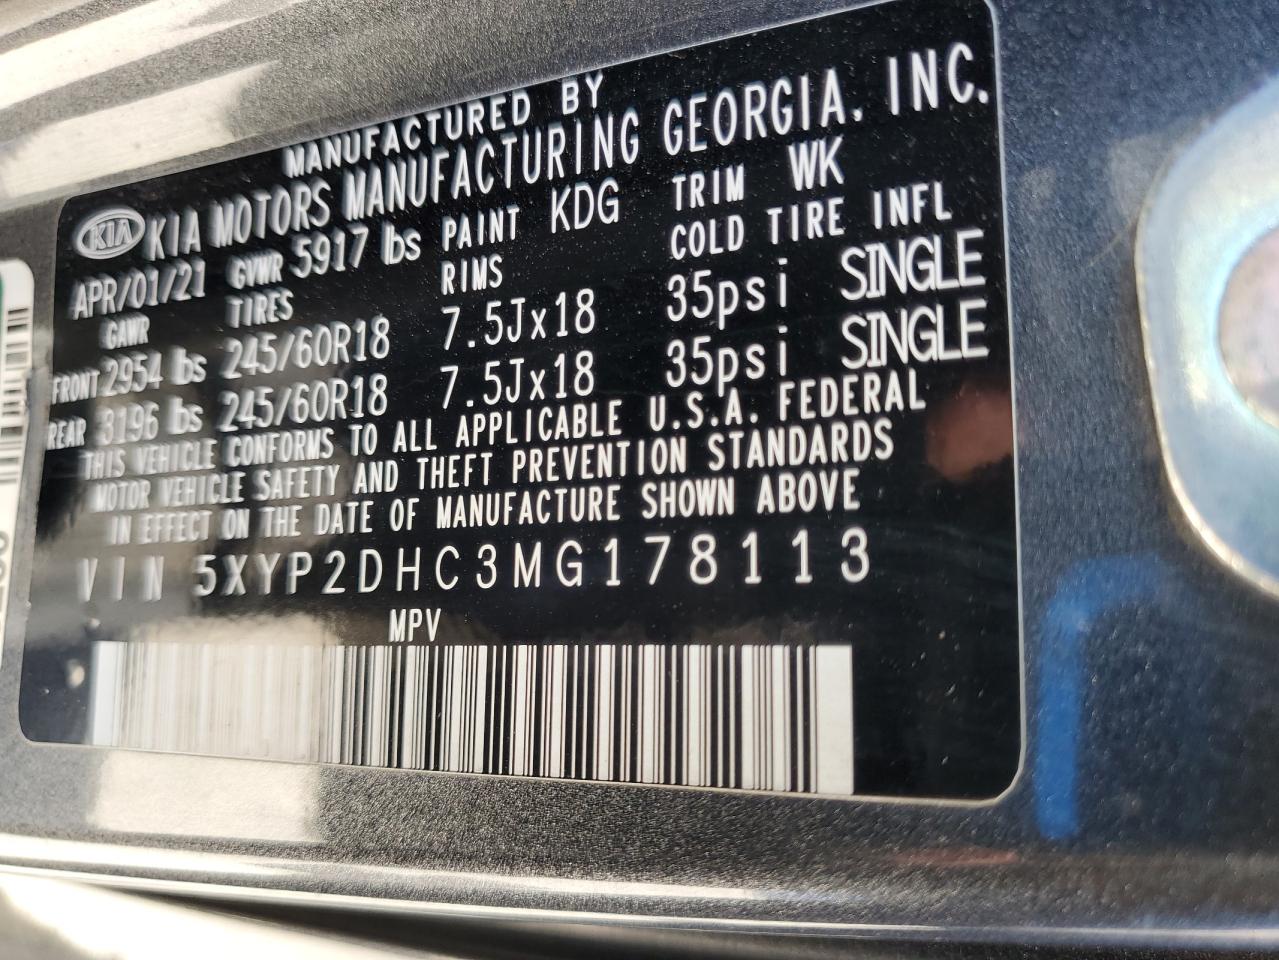 MANUFACTURED BY
KIA KIA MOTORS MANUFACTURING GEORGIA, INC.
APR/01/21 GVWR 5917 lbs PAINT KDG TRIM WK
GAWR TIRES RIMS COLD TIRE INFL
FRONT 2954 lbs 245/60R18 7.5Jx18 35psi SINGLE
REAR 3196 lbs 245/60R18 7.5Jx18 35psi SINGLE
THIS VEHICLE CONFORMS TO ALL APPLICABLE U.S.A. FEDERAL
MOTOR VEHICLE SAFETY AND THEFT PREVENTION STANDARDS
IN EFFECT ON THE DATE OF MANUFACTURE SHOWN ABOVE
VIN 5XYP2DHC3MG178113
MPV